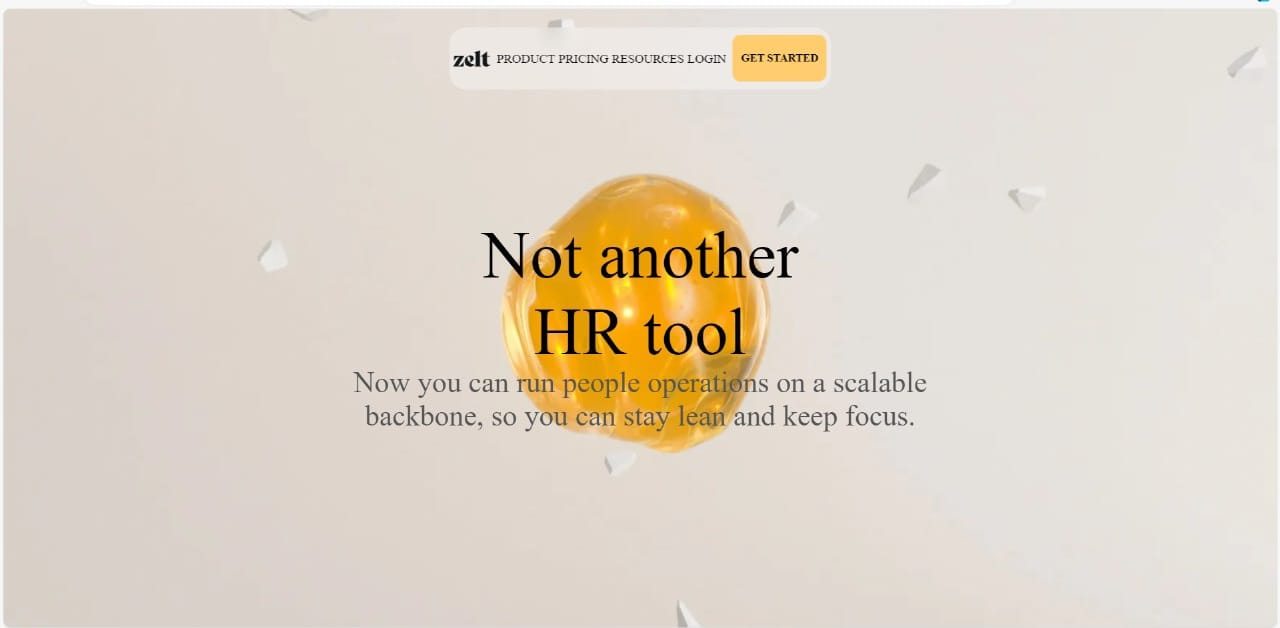 zelt PRODUCT PRICING RESOURCES LOGIN GET STARTED
Not another
HR tool
Now you can run people operations on a scalable
backbone, so you can stay lean and keep focus.